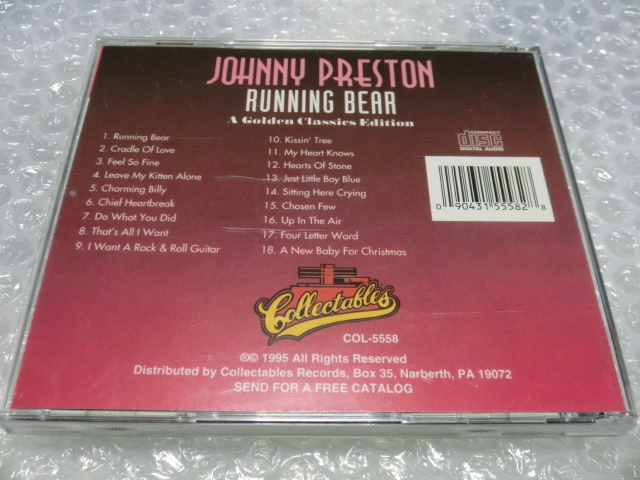 JOHNNY PRESTON
RUNNING BEAR
A Golden Classics Edition
1. Running Bear
2. Cradle Of Love
3. Feel So Fine
4. Leave My Kitten Alone
5. Charming Billy
6. Chief Heartbreak
7. Do What You Did
8. That's All I Want
9. I Want A Rock & Roll Guitar
10. Kissin' Tree
11. My Heart Knows
12. Hearts Of Stone
13. Just Little Boy Blue
14. Sitting Here Crying
15. Chosen Few
16. Up In The Air
17. Four Letter Word
18. A New Baby For Christmas
COMPACT
disc
DIGITAL AUDIO
0 90431 55582 8
Collectables
COL-5558
®© 1995 All Rights Reserved
Distributed by Collectables Records, Box 35, Narberth, PA 19072
SEND FOR A FREE CATALOG